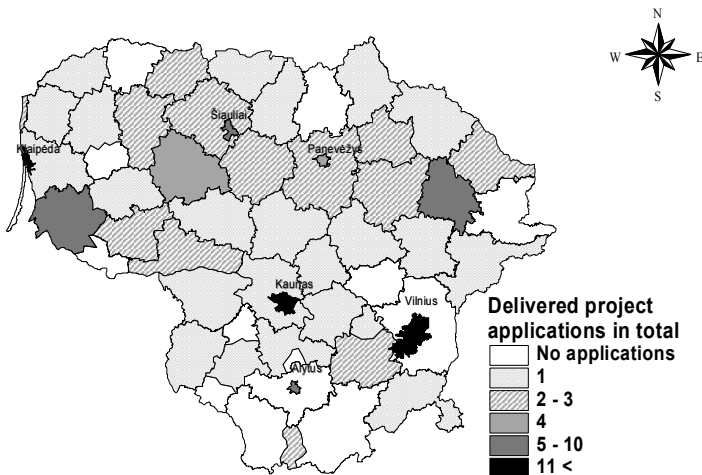 N
W E
S
Šiauliai
Klaipėda
Panevėžys
Kaunas
Vilnius
Alytus
Delivered project
applications in total
No applications
1
2 - 3
4
5 - 10
11 <